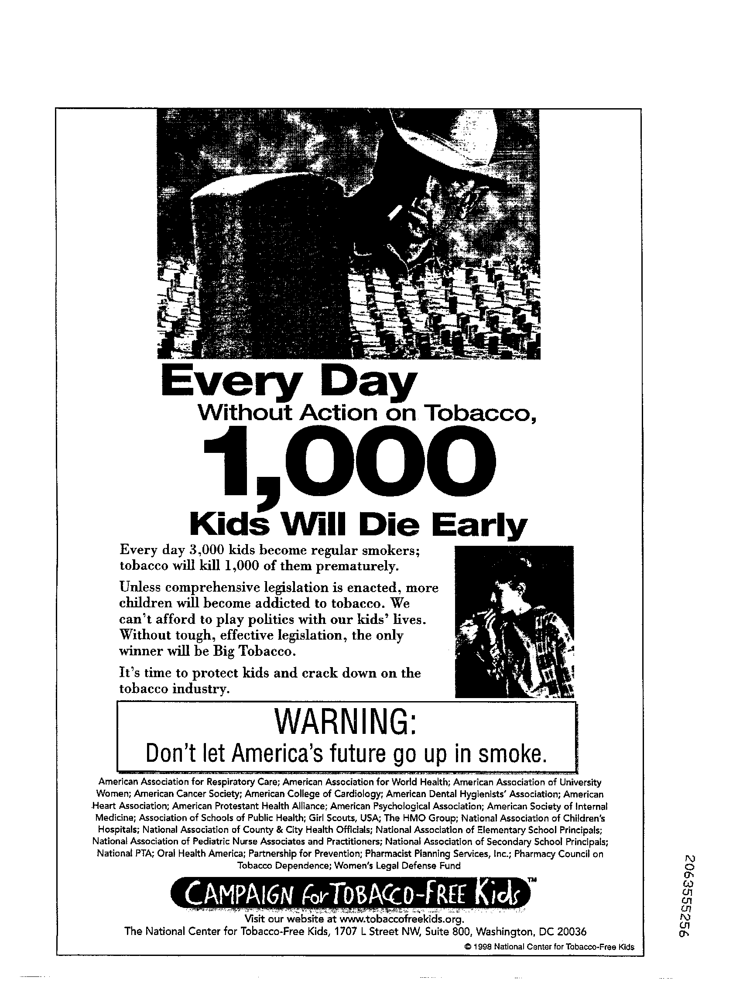 Every Day
Without Action on Tobacco,
1,000
Kids Will Die Early
Every day 3,000 kids become regular smokers;
tobacco will kill 1,000 of them prematurely.
Unless comprehensive legislation is enacted, more
children will become addicted to tobacco. We
can't afford to play politics with our kids' lives.
Without tough, effective legislation, the only
winner will be Big Tobacco.
It's time to protect kids and crack down on the
tobacco industry.
WARNING:
Don't let America's future go up in smoke.
American Association for Respiratory Care; American Association for World Health; American Association of University
Women; American Cancer Society; American College of Cardiology; American Dental Hygienists' Association; American
Heart Association; American Protestant Health Alliance; American Psychological Association; American Society of Internal
Medicine; Association of Schools of Public Health; Girl Scouts, USA; The HMO Group; National Association of Children's
Hospitals; National Association of County & City Health Officials; National Association of Elementary School Principals;
National Association of Pediatric Nurse Associates and Practitioners; National Association of Secondary School Principals;
National PTA; Oral Health America; Partnership for Prevention; Pharmacist Planning Services, Inc.; Pharmacy Council on
Tobacco Dependence; Women's Legal Defense Fund
CAMPAIGN for TOBACCO-FREE Kids™
Visit our website at www.tobaccofreekids.org.
The National Center for Tobacco-Free Kids, 1707 L Street NW, Suite 800, Washington, DC 20036
© 1998 National Center for Tobacco-Free Kids
2063555256